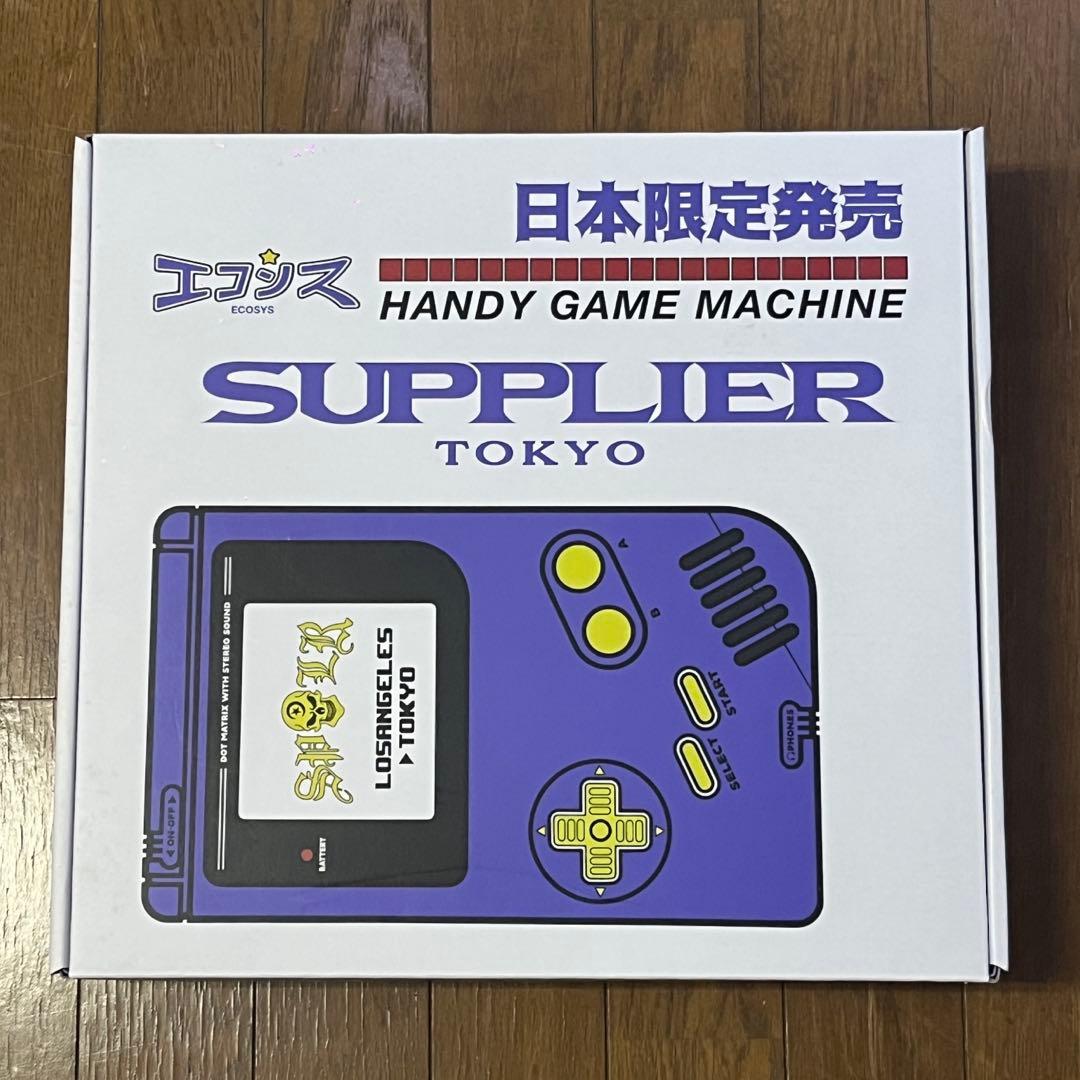 日本限定発売
エコシス
ECOSYS
HANDY GAME MACHINE
SUPPLIER
TOKYO
DOT MATRIX WITH STEREO SOUND
SPLR
LOSANGELES
▶TOKYO
BATTERY
◀ON·OFF▶
A
B
SELECT
START
PHONES